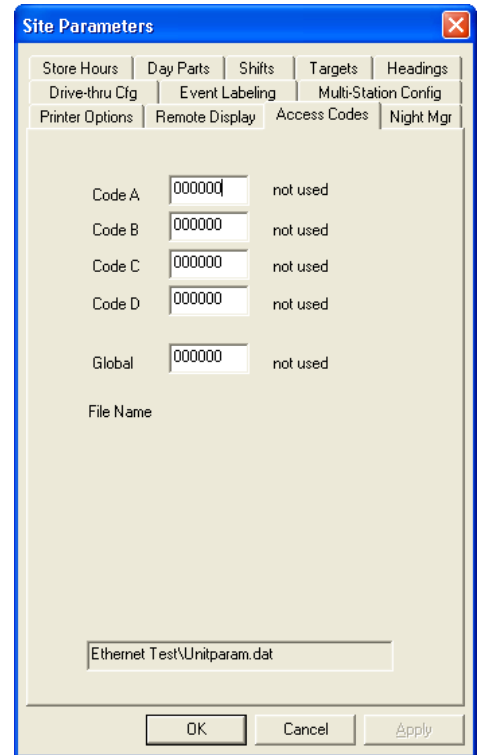 Site Parameters
Store Hours Day Parts Shifts Targets Headings
Drive-thru Cfg Event Labeling Multi-Station Config
Printer Options Remote Display Access Codes Night Mgr
Code A 000000 not used
Code B 000000 not used
Code C 000000 not used
Code D 000000 not used
Global 000000 not used
File Name
Ethernet Test\Unitparam.dat
OK Cancel Apply